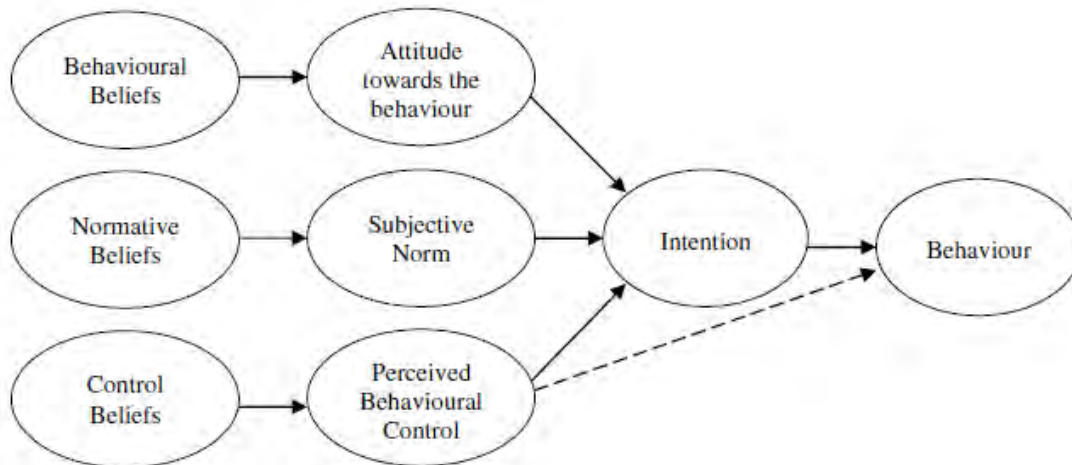 Behavioural
Beliefs
Attitude
towards the
behaviour
Normative
Beliefs
Subjective
Norm
Intention
Behaviour
Control
Beliefs
Perceived
Behavioural
Control